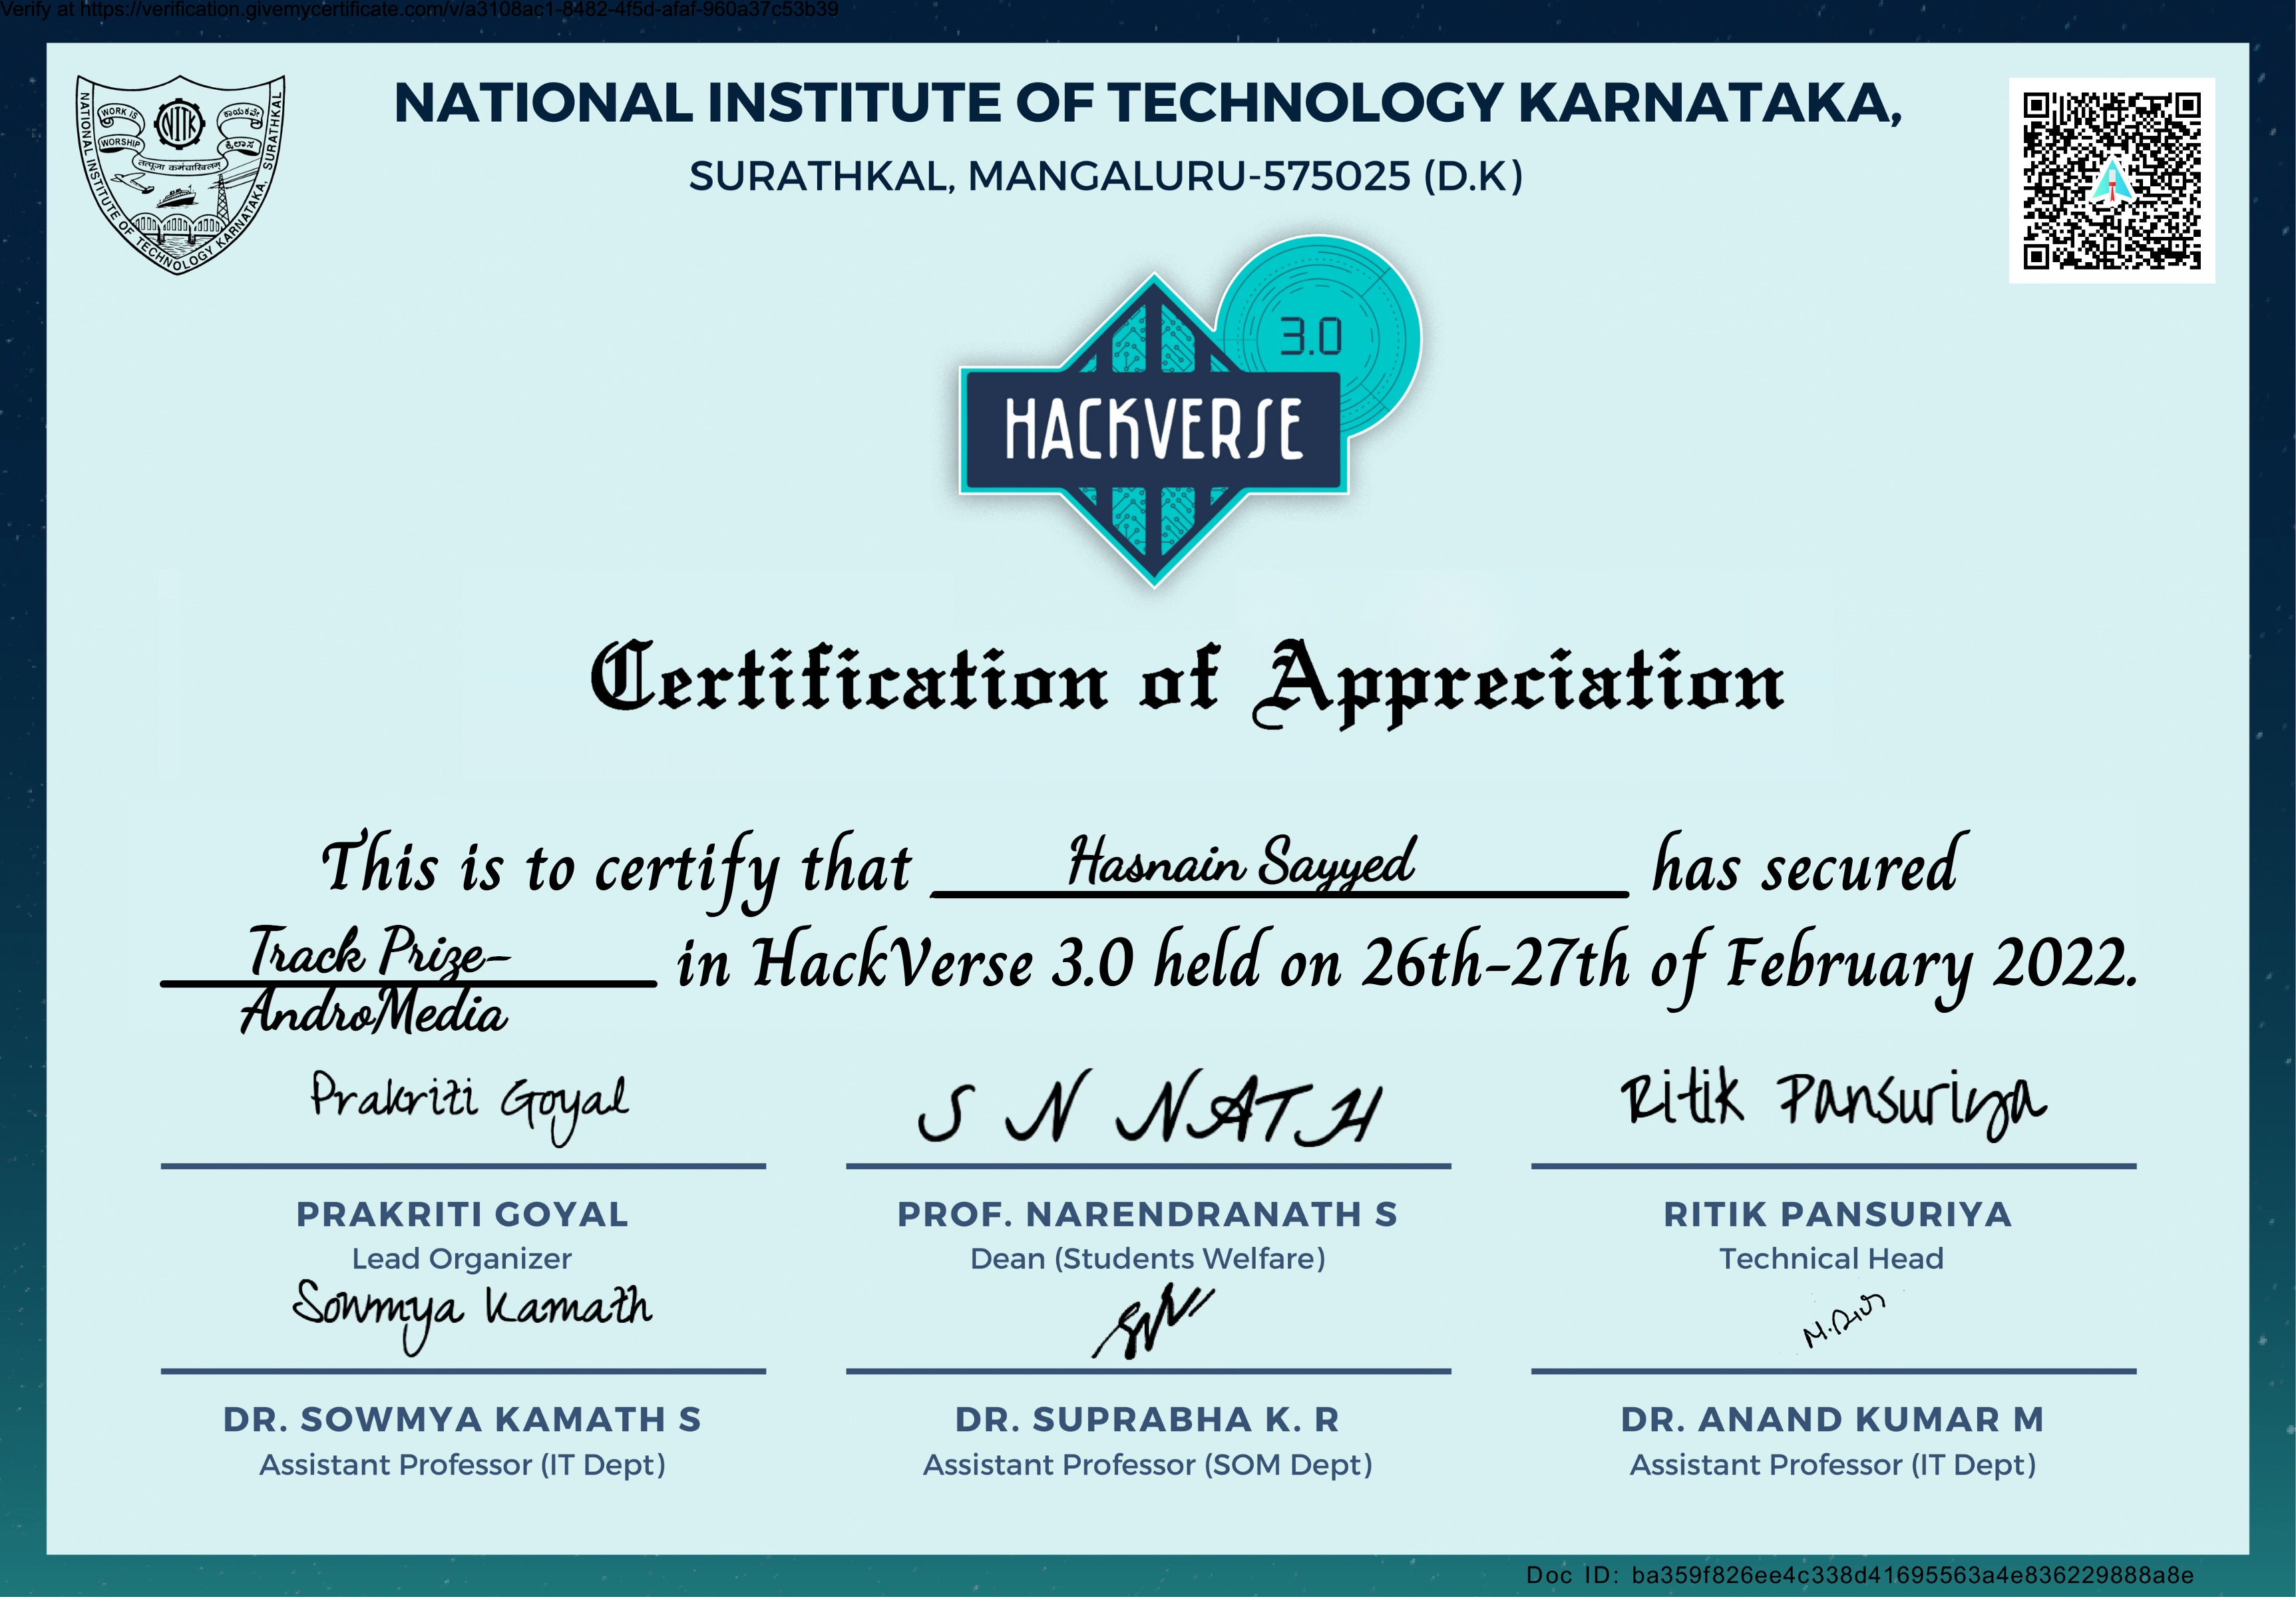 Verify at https://verification.givemycertificate.com/v/a3108ac1-8482-4f5d-afaf-960a37c53b39
NATIONAL INSTITUTE OF TECHNOLOGY KARNATAKA,
SURATHKAL, MANGALURU-575025 (D.K)
WORK IS
WORSHIP
NITK
ಕಾಯಕವೇ
ಕೈಲಾಸ
NATIONAL INSTITUTE OF TECHNOLOGY KARNATAKA, SURATHKAL
3.0
HACKVERSE
Certification of Appreciation
This is to certify that Hasnain Sayyed has secured
Track Prize- in HackVerse 3.0 held on 26th-27th of February 2022.
AndroMedia
Prakriti Goyal S N NATH Ritik Pansuriya
PRAKRITI GOYAL PROF. NARENDRANATH S RITIK PANSURIYA
Lead Organizer Dean (Students Welfare) Technical Head
Sowmya Kamath
DR. SOWMYA KAMATH S DR. SUPRABHA K. R DR. ANAND KUMAR M
Assistant Professor (IT Dept) Assistant Professor (SOM Dept) Assistant Professor (IT Dept)
Doc ID: ba359f826ee4c338d41695563a4e836229888a8e